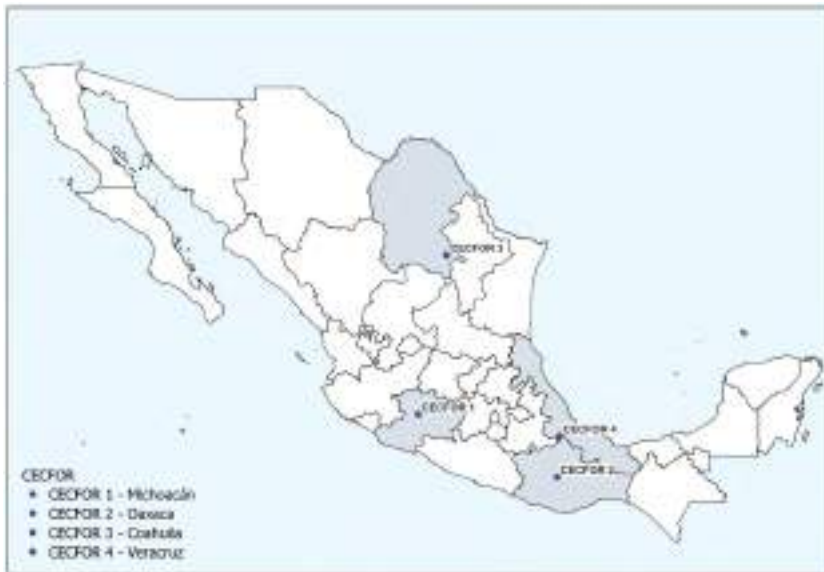 CECFOR 3
CECFOR 1
CECFOR 4
CECFOR 2
CECFOR
CECFOR 1 - Michoacán
CECFOR 2 - Oaxaca
CECFOR 3 - Coahuila
CECFOR 4 - Veracruz